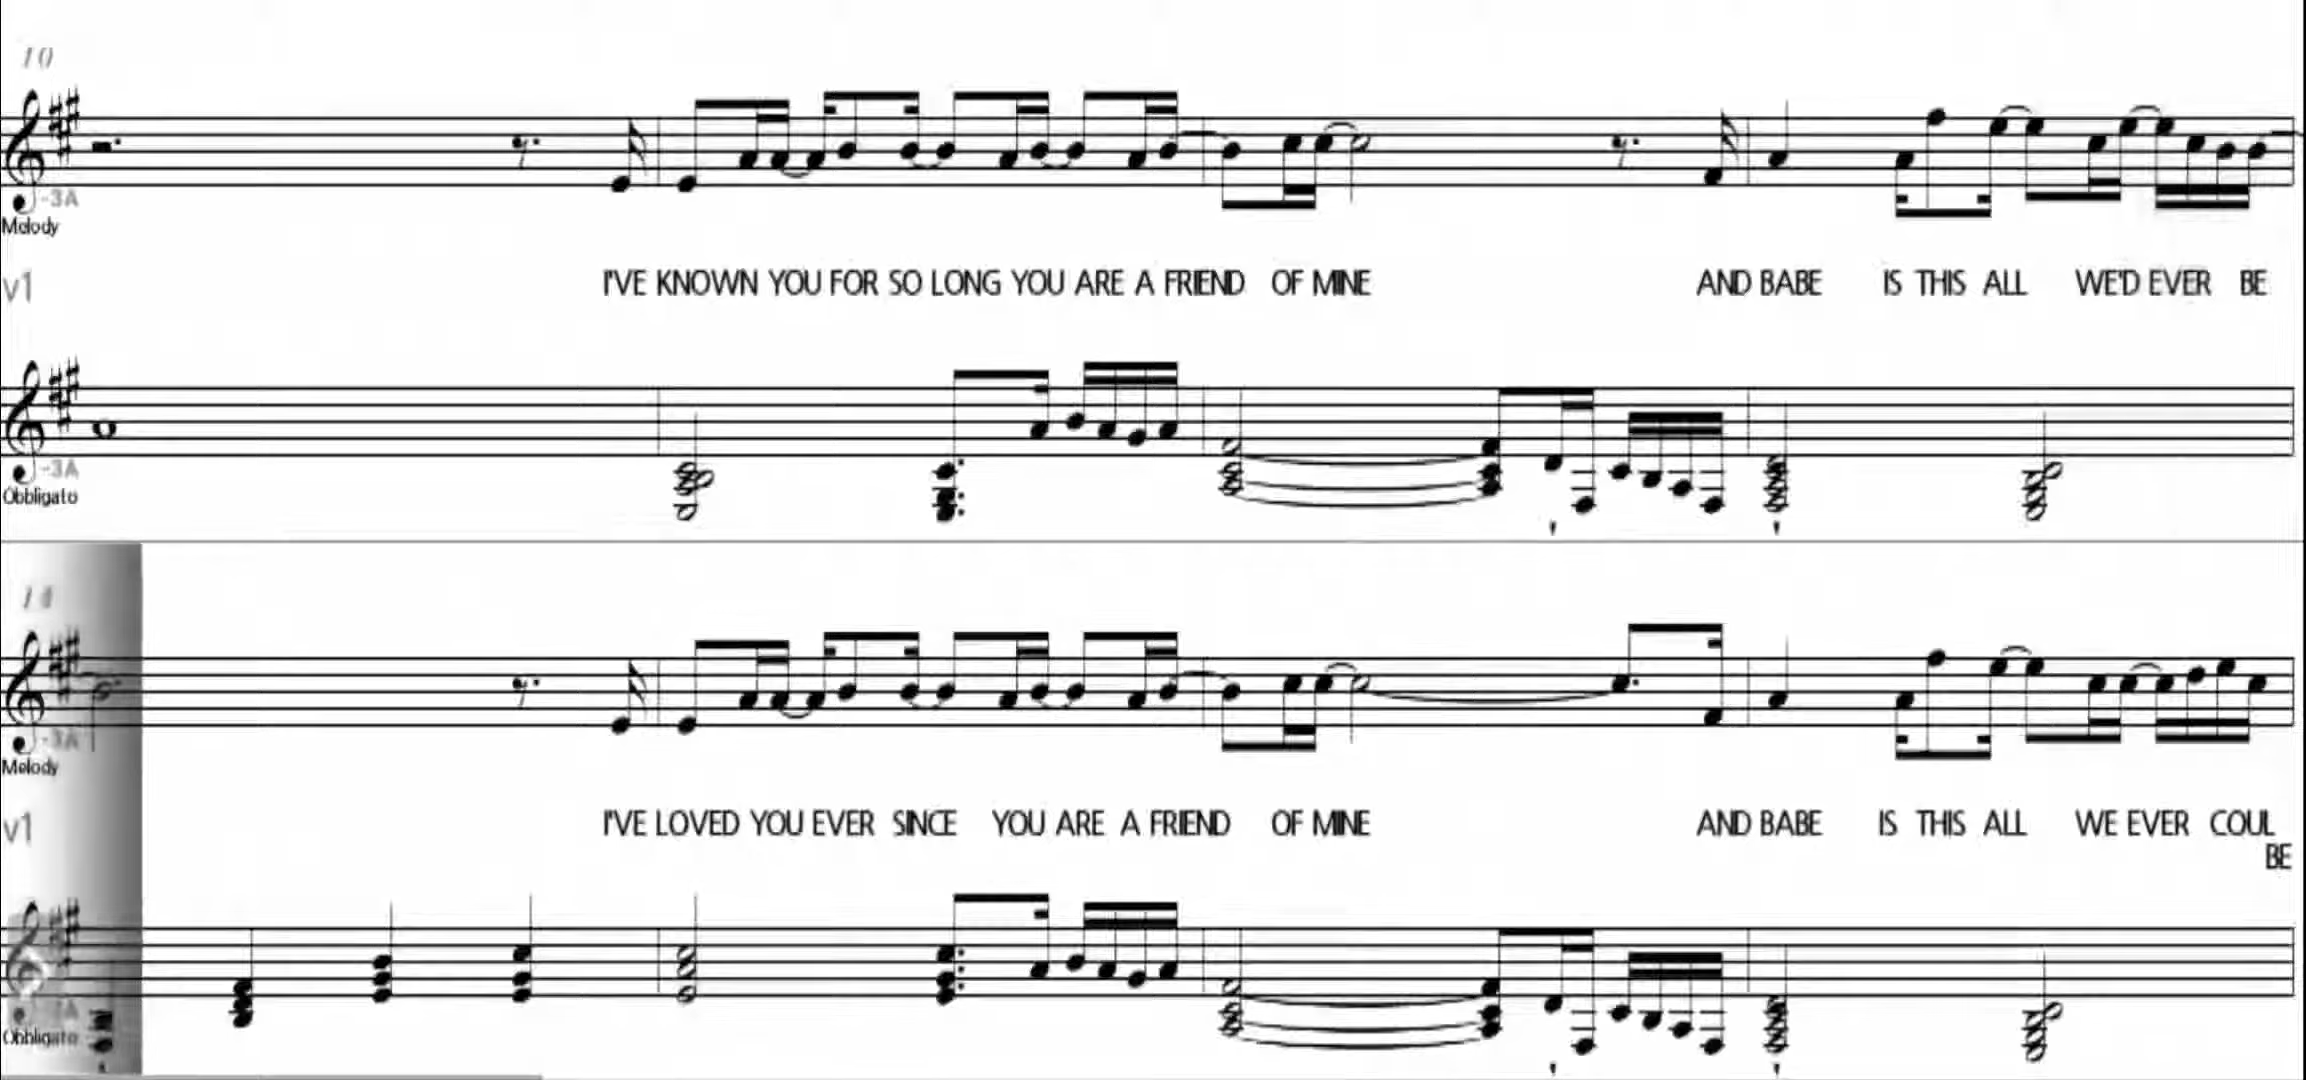 10
-3A
Melody
v1 I'VE KNOWN YOU FOR SO LONG YOU ARE A FRIEND OF MINE AND BABE IS THIS ALL WE'D EVER BE
-3A
Obbligato
14
-3A
Melody
v1 I'VE LOVED YOU EVER SINCE YOU ARE A FRIEND OF MINE AND BABE IS THIS ALL WE EVER COUL
BE
Obbligato